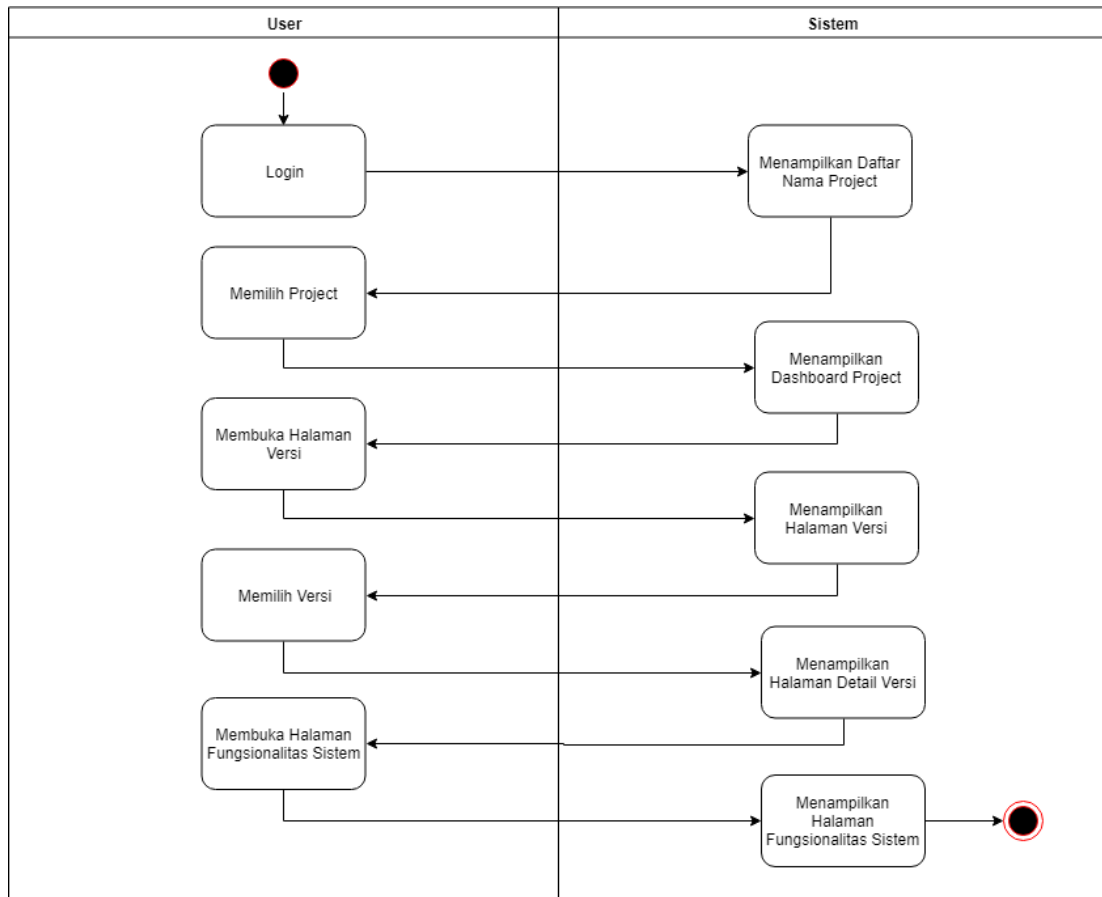 User
Sistem
Login
Menampilkan Daftar
Nama Project
Memilih Project
Menampilkan
Dashboard Project
Membuka Halaman
Versi
Menampilkan
Halaman Versi
Memilih Versi
Menampilkan
Halaman Detail Versi
Membuka Halaman
Fungsionalitas Sistem
Menampilkan
Halaman
Fungsionalitas Sistem